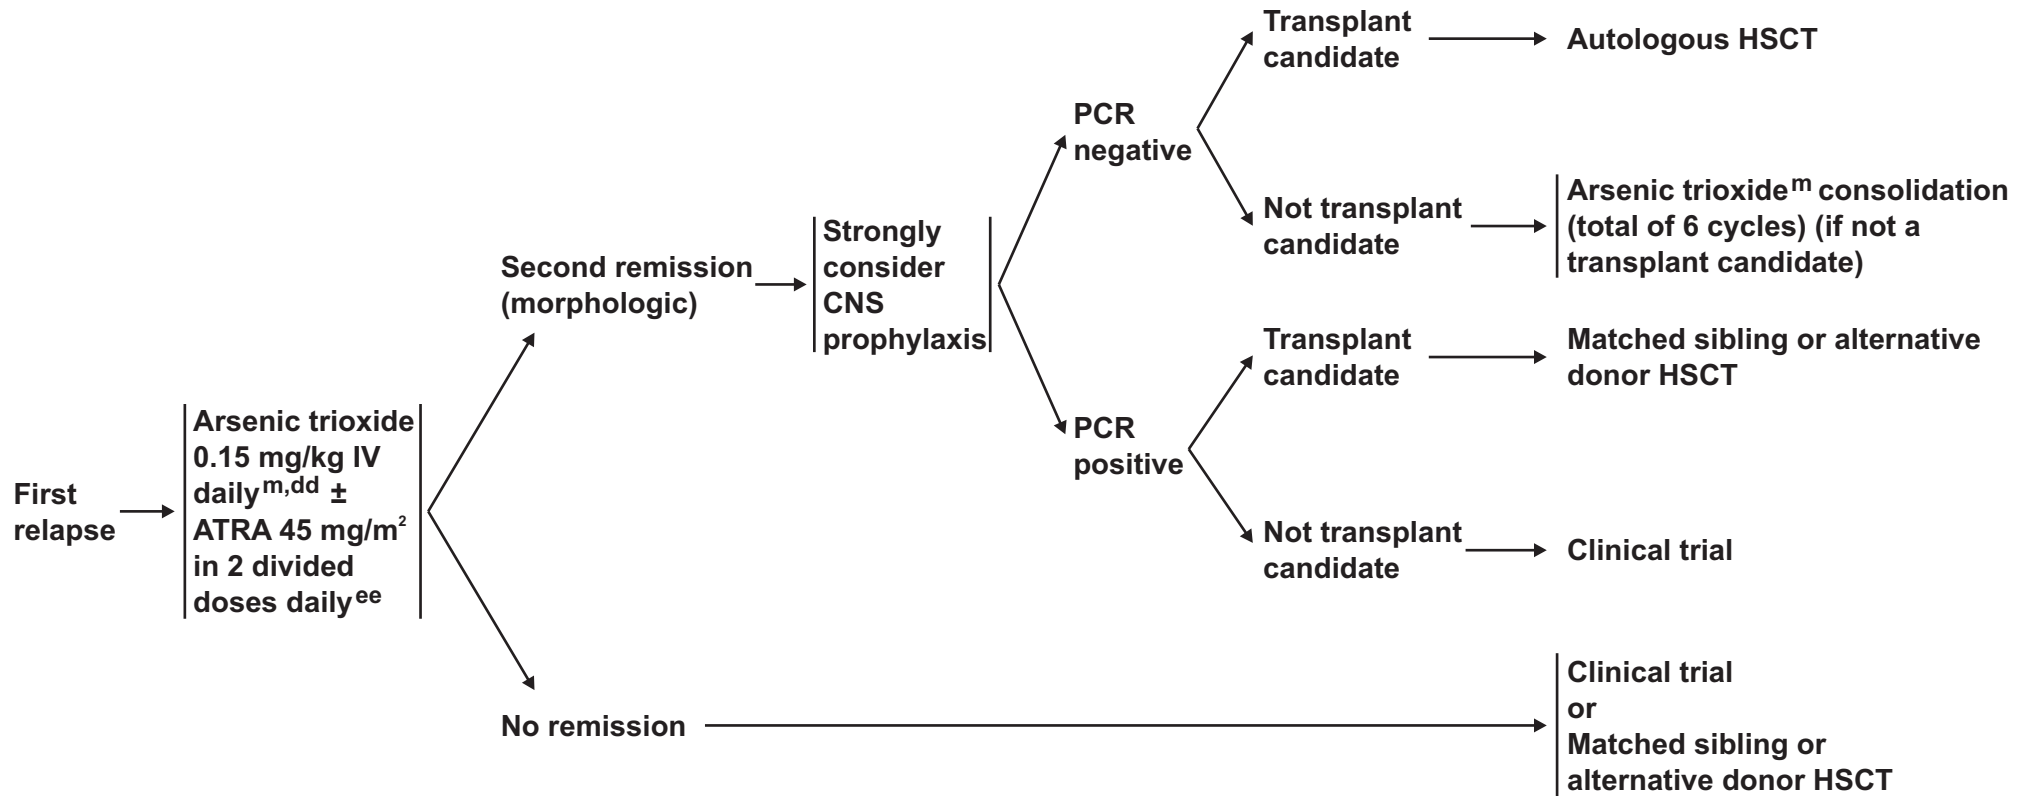 First
relapse
Arsenic trioxide
0.15 mg/kg IV
daily m,dd ±
ATRA 45 mg/m²
in 2 divided
doses daily ee
Second remission
(morphologic)
No remission
Strongly
consider
CNS
prophylaxis
PCR
negative
PCR
positive
Transplant
candidate
Not transplant
candidate
Transplant
candidate
Not transplant
candidate
Autologous HSCT
Arsenic trioxide m consolidation
(total of 6 cycles) (if not a
transplant candidate)
Matched sibling or alternative
donor HSCT
Clinical trial
Clinical trial
or
Matched sibling or
alternative donor HSCT